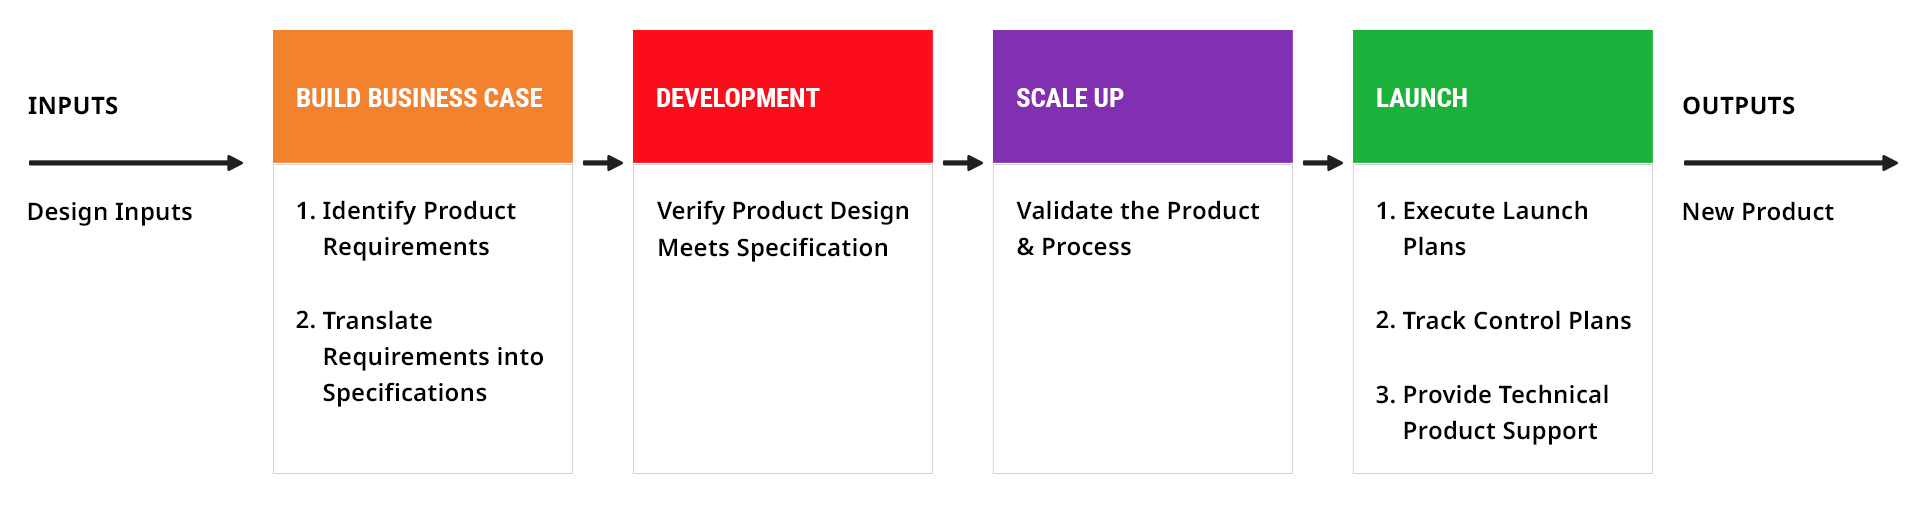 INPUTS
Design Inputs
BUILD BUSINESS CASE
1. Identify Product
Requirements
2. Translate
Requirements into
Specifications
DEVELOPMENT
Verify Product Design
Meets Specification
SCALE UP
Validate the Product
& Process
LAUNCH
1. Execute Launch
Plans
2. Track Control Plans
3. Provide Technical
Product Support
OUTPUTS
New Product